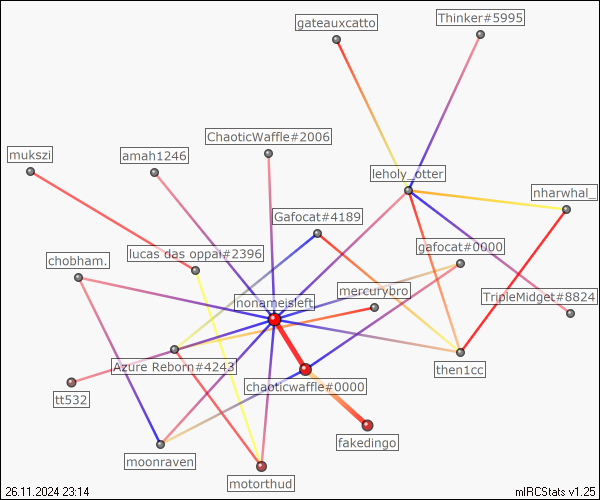 gateauxcatto
Thinker#5995
ChaoticWaffle#2006
mukszi
amah1246
leholy_otter
nharwhal_
Gafocat#4189
gafocat#0000
lucas das oppai#2396
chobham.
mercurybro
nonameisleft
TripleMidget#8824
Azure Reborn#4243
then1cc
chaoticwaffle#0000
tt532
fakedingo
moonraven
motorthud
26.11.2024 23:14
mIRCStats v1.25